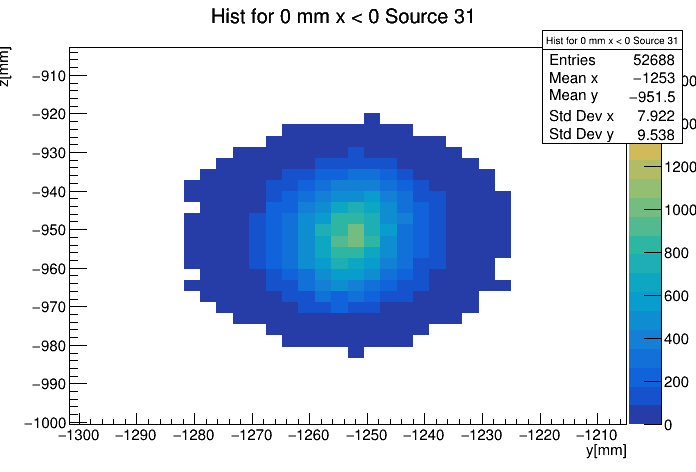 Hist for 0 mm x < 0 Source 31
z[mm]
Hist for 0 mm x < 0 Source 31
Entries 52688
Mean x −1253
Mean y −951.5
Std Dev x 7.922
Std Dev y 9.538
−910
−920
−930
−940
−950
−960
−970
−980
−990
−1000
1200
1000
800
600
400
200
0
−1300 −1290 −1280 −1270 −1260 −1250 −1240 −1230 −1220 −1210
y[mm]